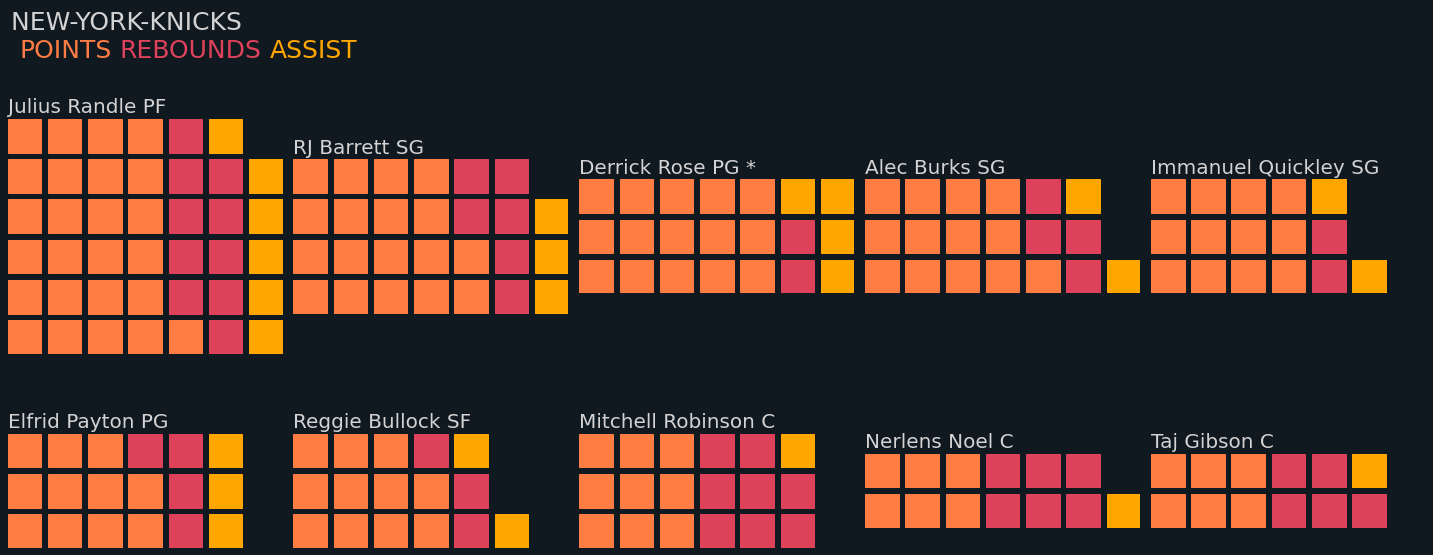 NEW-YORK-KNICKS
POINTS REBOUNDS ASSIST
Julius Randle PF
RJ Barrett SG
Derrick Rose PG *
Alec Burks SG
Immanuel Quickley SG
Elfrid Payton PG
Reggie Bullock SF
Mitchell Robinson C
Nerlens Noel C
Taj Gibson C